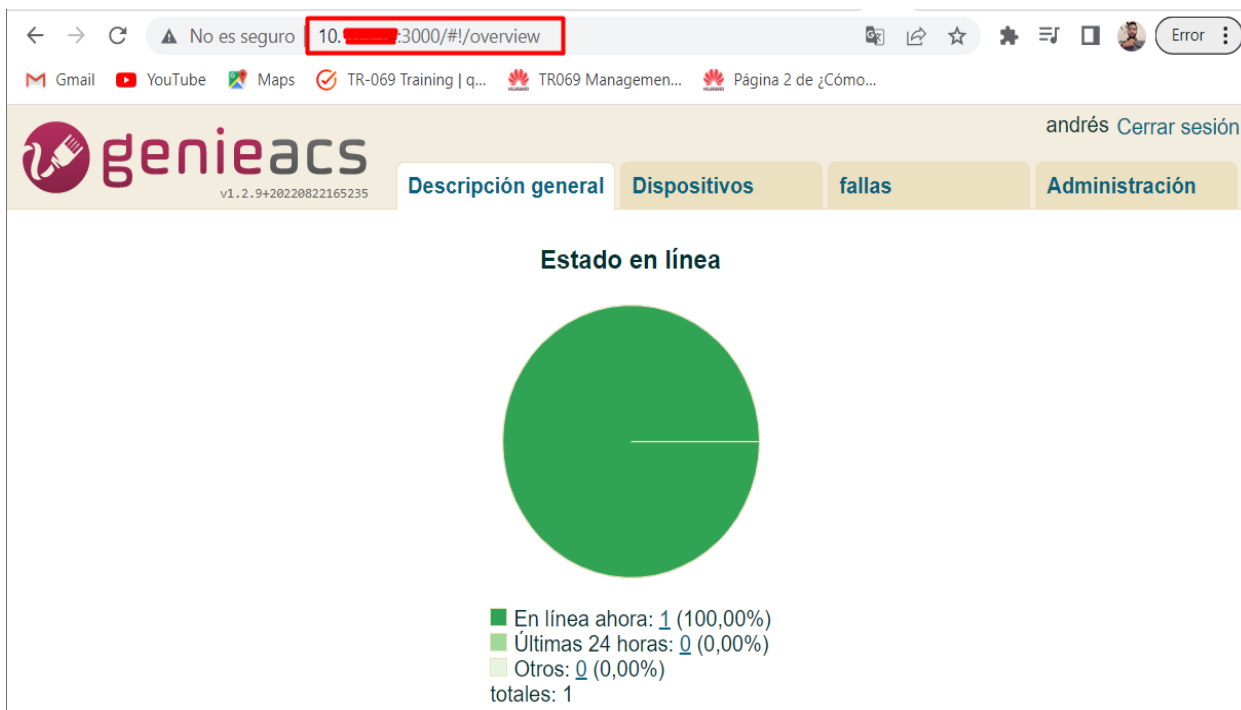 No es seguro 10. :3000/#!/overview Error
Gmail YouTube Maps TR-069 Training | q... TR069 Managemen... Página 2 de ¿Cómo...
andrés Cerrar sesión
genieacs
v1.2.9+20220822165235
Descripción general Dispositivos fallas Administración
Estado en línea
En línea ahora: 1 (100,00%)
Últimas 24 horas: 0 (0,00%)
Otros: 0 (0,00%)
totales: 1